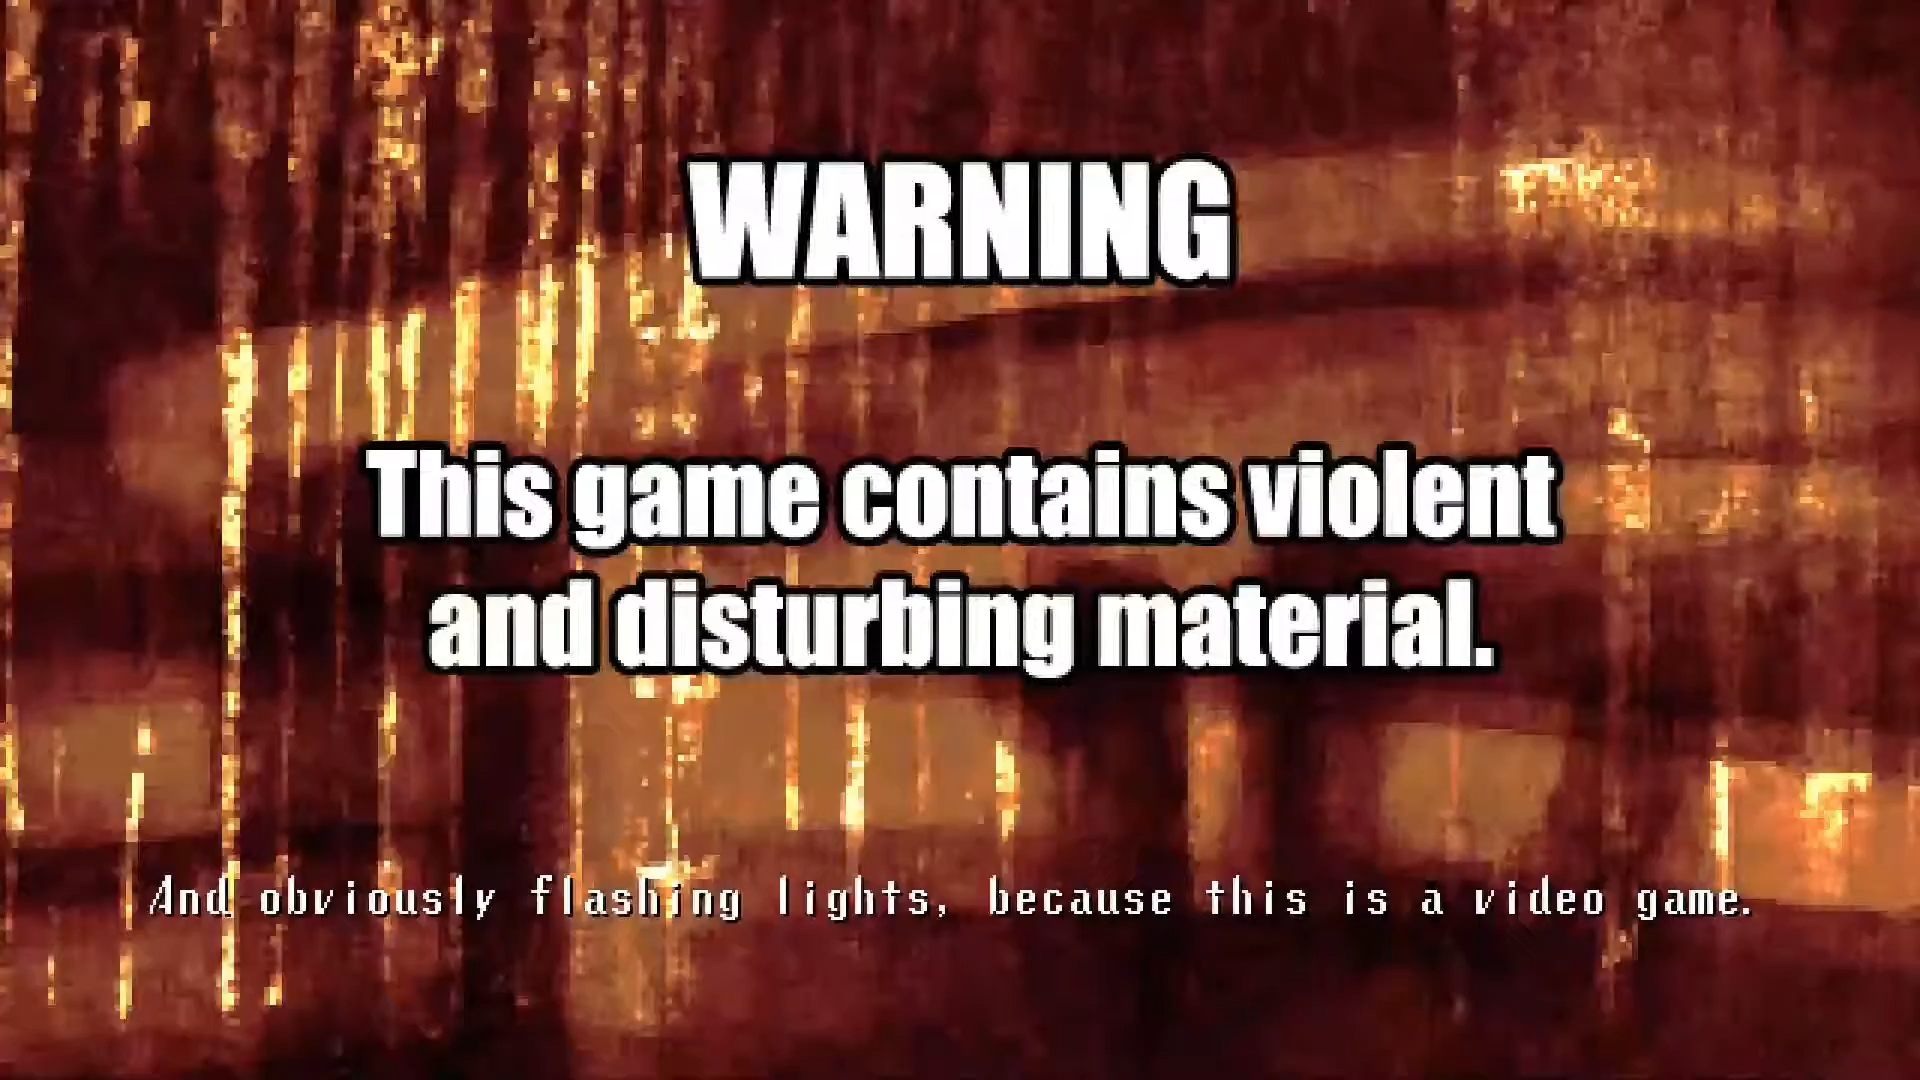 WARNING
This game contains violent
and disturbing material.
And obviously flashing lights, because this is a video game.